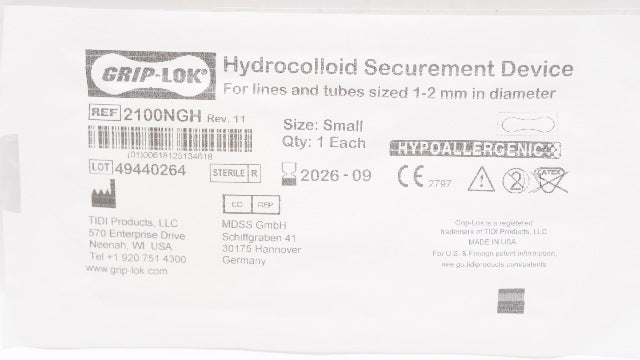 GRIP-LOK®
Hydrocolloid Securement Device
For lines and tubes sized 1-2 mm in diameter
REF 2100NGH Rev. 11
Size: Small
Qty: 1 Each
HYPOALLERGENIC
(01)00618125134618
LOT 49440264
STERILE R
2026-09
CE 2797
2
LATEX
EC REP
TIDI Products, LLC
570 Enterprise Drive
Neenah, WI USA
Tel +1 920 751 4300
www.grip-lok.com
MDSS GmbH
Schiffgraben 41
30175 Hannover
Germany
Grip-Lok is a registered
trademark of TIDI Products, LLC
MADE IN USA
For U.S. & Foreign patent information,
see go.tidiproducts.com/patents